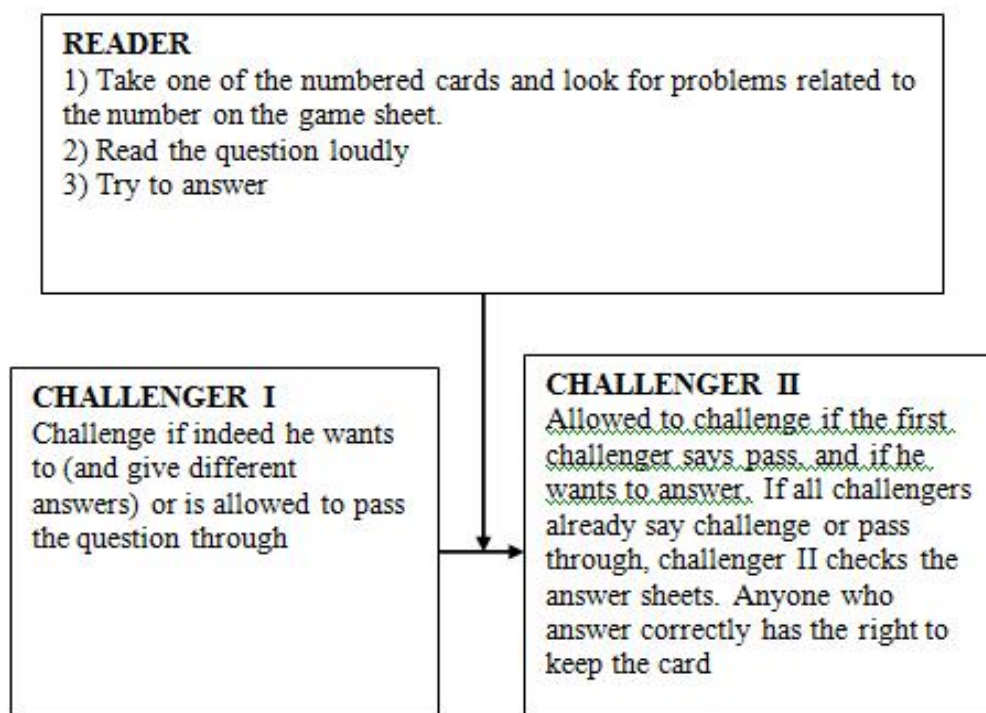 READER
1) Take one of the numbered cards and look for problems related to
the number on the game sheet.
2) Read the question loudly
3) Try to answer
CHALLENGER I
Challenge if indeed he wants
to (and give different
answers) or is allowed to pass
the question through
CHALLENGER II
Allowed to challenge if the first
challenger says pass, and if he
wants to answer. If all challengers
already say challenge or pass
through, challenger II checks the
answer sheets. Anyone who
answer correctly has the right to
keep the card